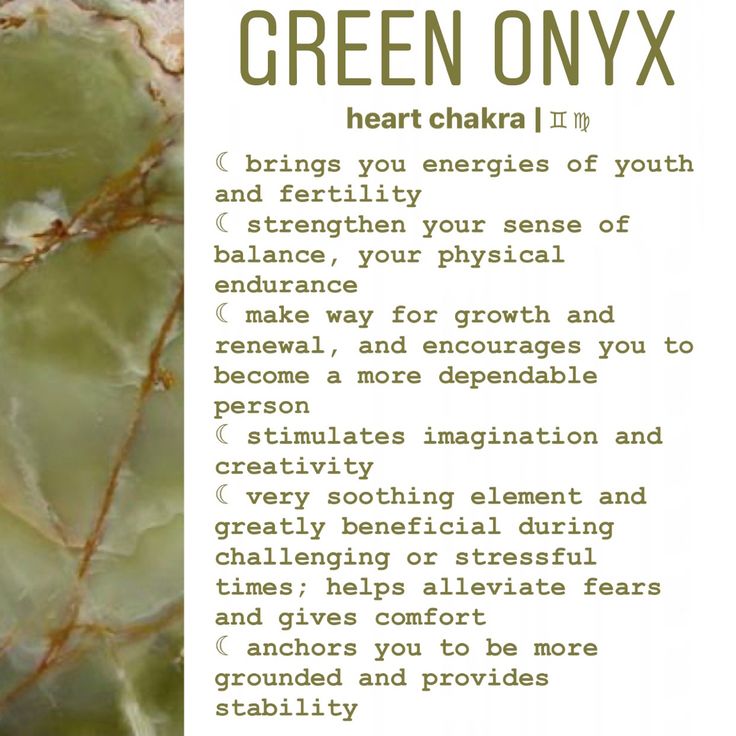 GREEN ONYX
heart chakra | ♊︎ ♍︎
☾ brings you energies of youth
and fertility
☾ strengthen your sense of
balance, your physical
endurance
☾ make way for growth and
renewal, and encourages you to
become a more dependable
person
☾ stimulates imagination and
creativity
☾ very soothing element and
greatly beneficial during
challenging or stressful
times; helps alleviate fears
and gives comfort
☾ anchors you to be more
grounded and provides
stability